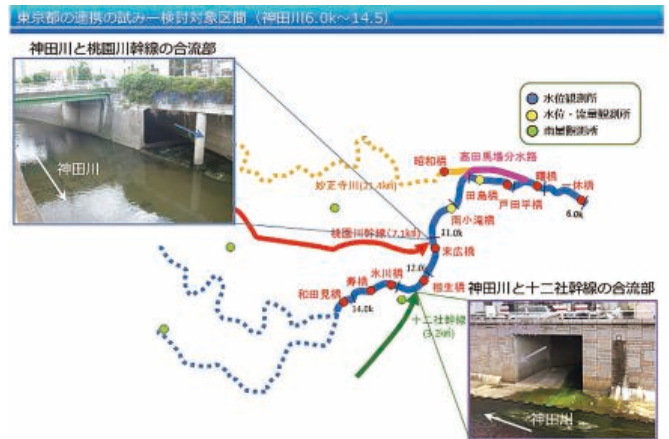 東京都の連携の試みー検討対象区間（神田川6.0k～14.5）
神田川と桃園川幹線の合流部
神田川
水位観測所
水位・流量観測所
雨量観測所
昭和橋
高田馬場分水路
曙橋
一休橋
妙正寺川(21.4km²)
田島橋
戸田平橋
6.0k
南小滝橋
桃園川幹線(7.1km²)
11.0k
末広橋
12.0k
氷川橋
寿橋
相生橋
和田見橋
14.0k
神田川と十二社幹線の合流部
十二社幹線
(3.2km²)
神田川